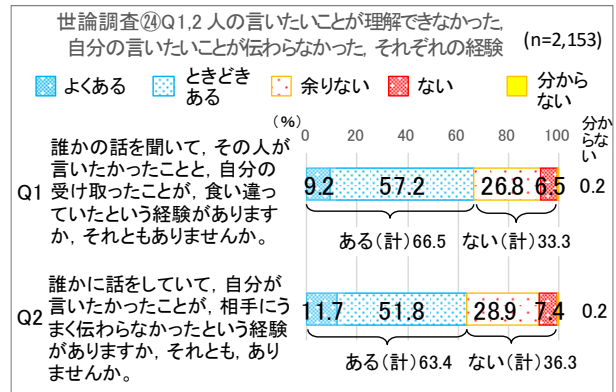 世論調査㉔Q1,2 人の言いたいことが理解できなかった,
自分の言いたいことが伝わらなかった, それぞれの経験
(n=2,153)
よくある
ときどき
ある
余りない
ない
分から
ない
(%)
0 20 40 60 80 100
分からない
Q1
誰かの話を聞いて, その人が
言いたかったことと, 自分の
受け取ったことが, 食い違っ
ていたという経験があります
か, それともありませんか。
9.2 57.2 26.8 6.5 0.2
ある(計)66.5 ない(計)33.3
Q2
誰かに話をしていて, 自分が
言いたかったことが, 相手にう
まく伝わらなかったという経験
がありますか, それとも, あり
ませんか。
11.7 51.8 28.9 7.4 0.2
ある(計)63.4 ない(計)36.3